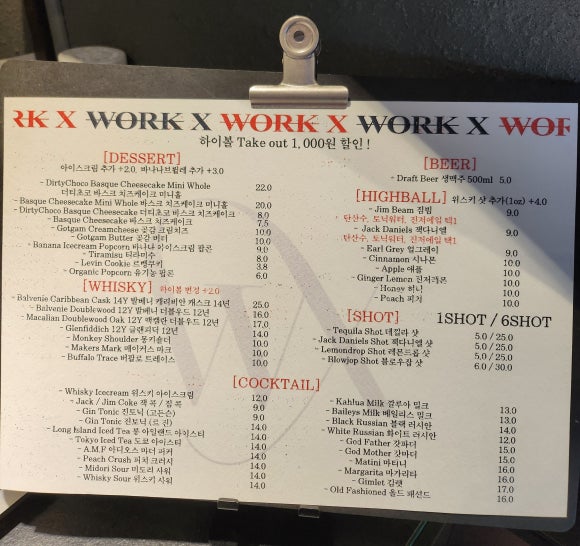 RK X WORK X WORK X WORK X WOR
하이볼 Take out 1,000원 할인 !
[DESSERT]
아이스크림 추가 +2.0, 바나나브륄레 추가 +3.0
- DirtyChoco Basque Cheesecake Mini Whole 22.0
더티초코 바스크 치즈케이크 미니홀
- Basque Cheesecake Mini Whole 바스크 치즈케이크 미니홀 20.0
- DirtyChoco Basque Cheesecake 더티초코 바스크 치즈케이크 8.0
- Basque Cheesecake 바스크 치즈케이크 7.5
- Gotgam Creamcheese 곶감 크림치즈 10.0
- Gotgam Butter 곶감 버터 10.0
- Banana Icecream Popcorn 바나나 아이스크림 팝콘 9.0
- Tiramisu 티라미수 8.0
- Levin Cookie 르뱅쿠키 3.8
- Organic Popcorn 유기농 팝콘 6.0
[WHISKY] 하이볼 변경 +2.0
- Balvenie Caribbean Cask 14Y 발베니 캐리비안 캐스크 14년 25.0
- Balvenie Doublewood 12Y 발베니 더블우드 12년 16.0
- Macallan Doublewood Oak 12Y 맥캘란 더블우드 12년 17.0
- Glenfiddich 12Y 글랜피딕 12년 14.0
- Monkey Shoulder 몽키숄더 10.0
- Makers Mark 메이커스 마크 10.0
- Buffalo Trace 버팔로 트레이스 10.0
[BEER]
- Draft Beer 생맥주 500ml 5.0
[HIGHBALL] 위스키 샷 추가(1oz) +4.0
- Jim Beam 짐빔 9.0
탄산수, 토닉워터, 진저에일 택1
- Jack Daniels 잭다니엘 9.0
탄산수, 토닉워터, 진저에일 택1
- Earl Grey 얼그레이 9.0
- Cinnamon 시나몬 10.0
- Apple 애플 10.0
- Ginger Lemon 진저레몬 10.0
- Honey 허니 10.0
- Peach 피치 10.0
[SHOT] 1SHOT / 6SHOT
- Tequila Shot 데낄라 샷 5.0 / 25.0
- Jack Daniels Shot 잭다니엘 샷 5.0 / 25.0
- Lemondrop Shot 레몬드롭 샷 5.0 / 25.0
- Blowjop Shot 블로우잡 샷 6.0 / 30.0
[COCKTAIL]
- Whisky Icecream 위스키 아이스크림 12.0
- Jack / Jim Coke 잭 콕 / 짐 콕 9.0
- Gin Tonic 진토닉 (고든스) 9.0
- Gin Tonic 진토닉 14.0
- Long Island Iced Tea 롱 아일랜드 아이스티 14.0
- Tokyo Iced Tea 도쿄 아이스티 14.0
- A.M.F 아디오스 마더 퍼커 14.0
- Peach Crush 피치 크러시 14.0
- Midori Sour 미도리 사워 14.0
- Whisky Sour 위스키 사워 14.0
- Kahlua Milk 깔루아 밀크 13.0
- Baileys Milk 베일리스 밀크 13.0
- Black Russian 블랙 러시안 14.0
- White Russian 화이트 러시안 12.0
- God Father 갓파더 15.0
- God Mother 갓마더 15.0
- Matini 마티니 16.0
- Margarita 마가리타 16.0
- Gimlet 김렛 17.0
- Old Fashioned 올드 패션드 16.0